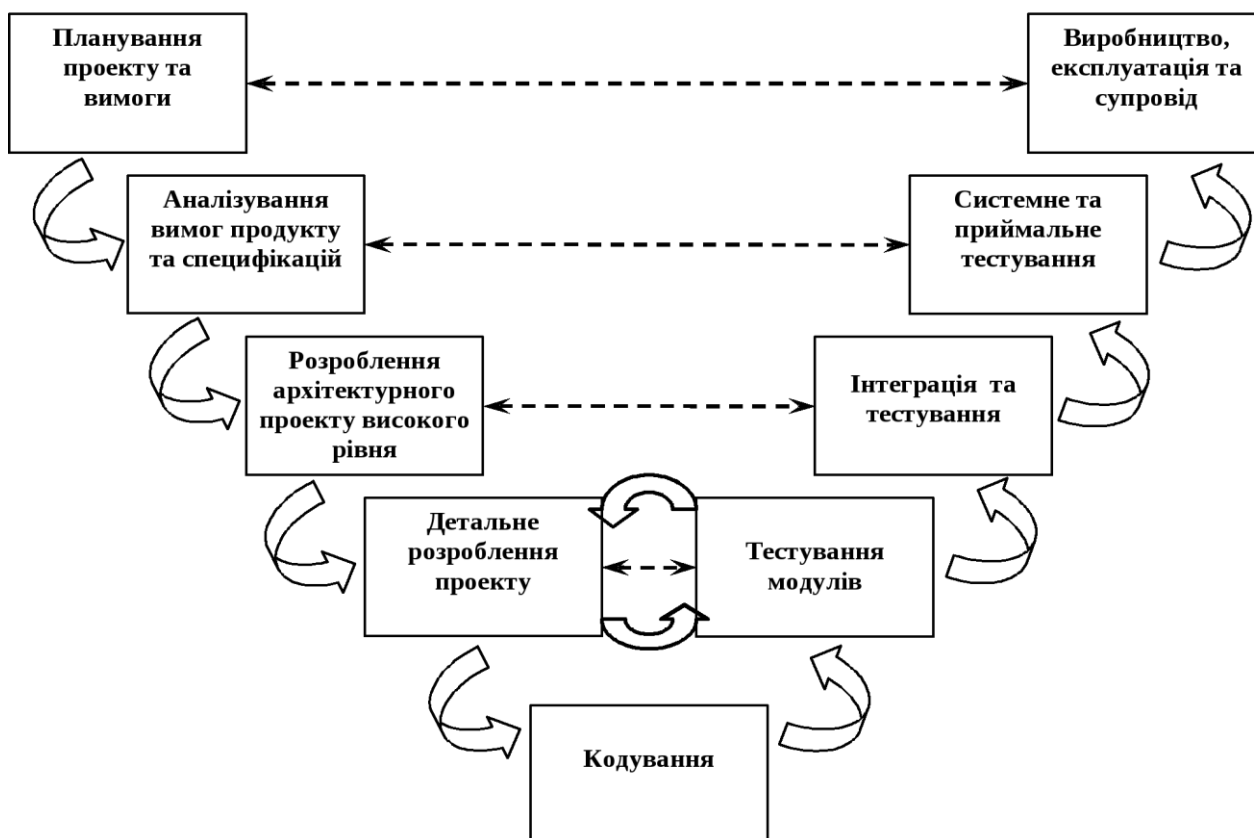 Планування
проекту та
вимоги
Виробництво,
експлуатація та
супровід
Аналізування
вимог продукту
та специфікацій
Системне та
приймальне
тестування
Розроблення
архітектурного
проекту високого
рівня
Інтеграція та
тестування
Детальне
розроблення
проекту
Тестування
модулів
Кодування